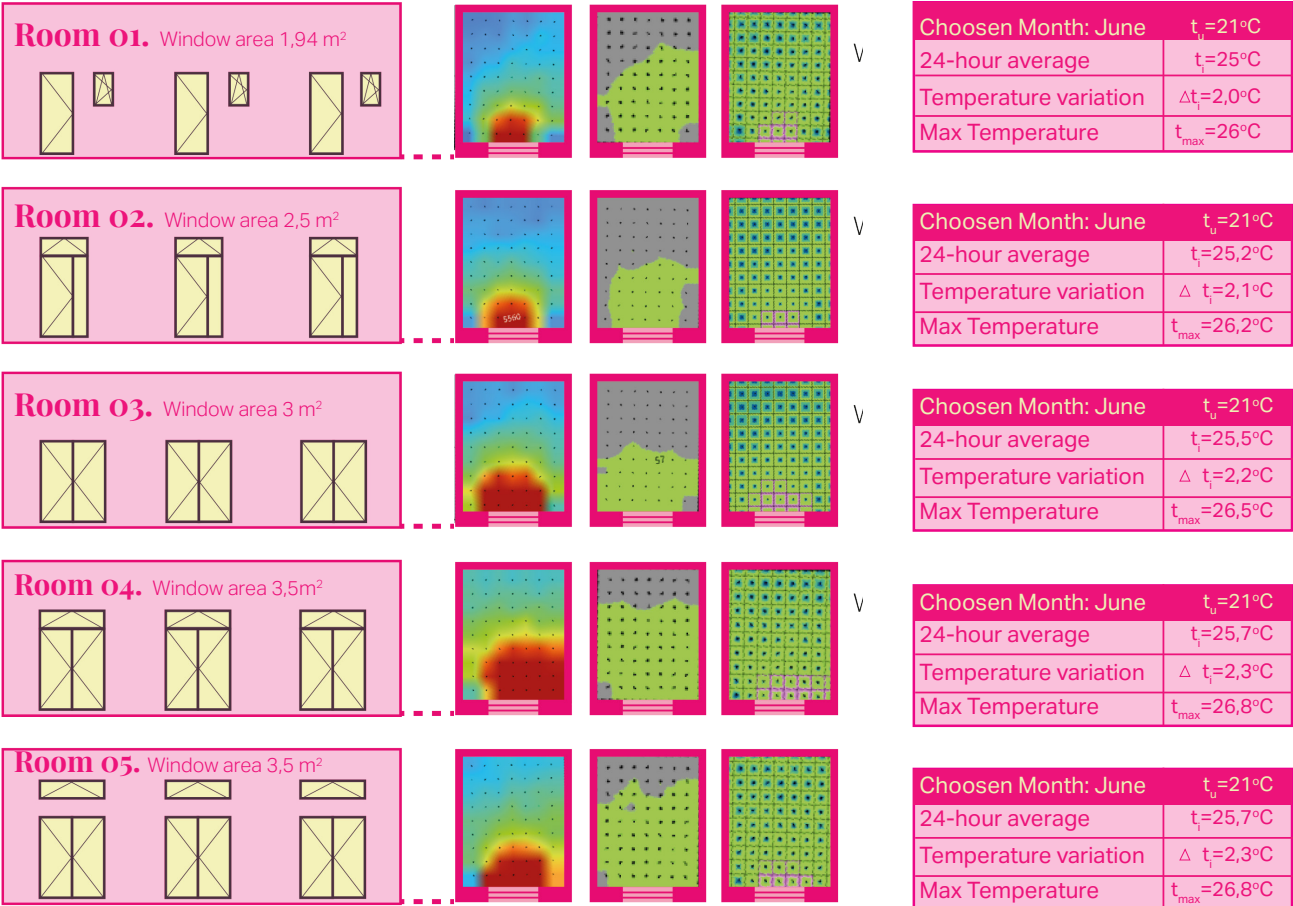 Room 01. Window area 1,94 m²
V
Choosen Month: June tᵤ=21°C
24-hour average tᵢ=25°C
Temperature variation △tᵢ=2,0°C
Max Temperature tₘₐₓ=26°C
Room 02. Window area 2,5 m²
5560
V
Choosen Month: June tᵤ=21°C
24-hour average tᵢ=25,2°C
Temperature variation △ tᵢ=2,1°C
Max Temperature tₘₐₓ=26,2°C
Room 03. Window area 3 m²
57
V
Choosen Month: June tᵤ=21°C
24-hour average tᵢ=25,5°C
Temperature variation △ tᵢ=2,2°C
Max Temperature tₘₐₓ=26,5°C
Room 04. Window area 3,5m²
V
Choosen Month: June tᵤ=21°C
24-hour average tᵢ=25,7°C
Temperature variation △ tᵢ=2,3°C
Max Temperature tₘₐₓ=26,8°C
Room 05. Window area 3,5 m²
Choosen Month: June tᵤ=21°C
24-hour average tᵢ=25,7°C
Temperature variation △ tᵢ=2,3°C
Max Temperature tₘₐₓ=26,8°C